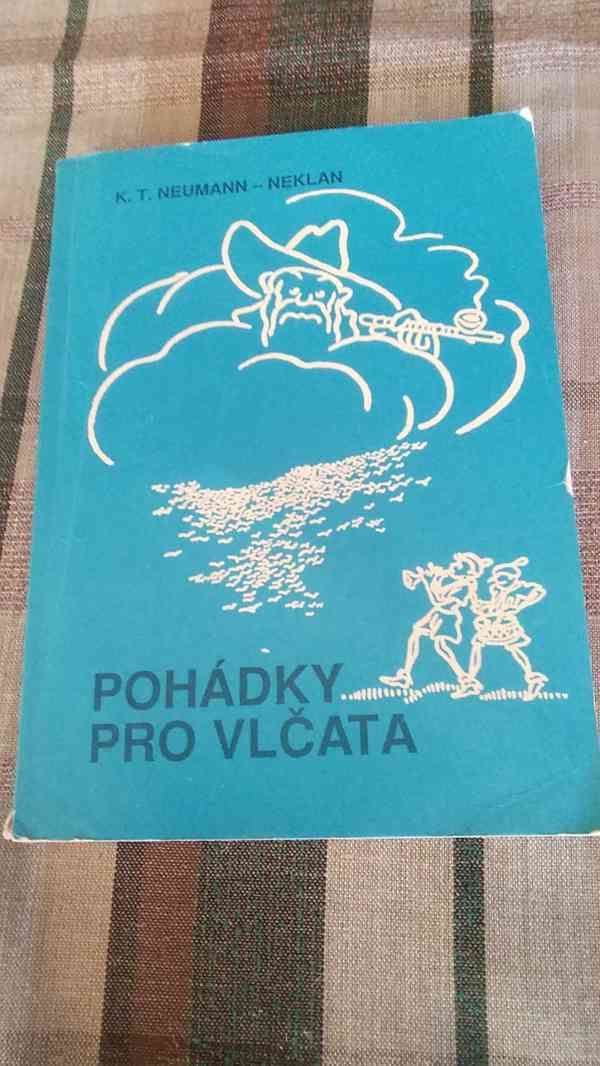 K. T. NEUMANN – NEKLAN
POHÁDKY
PRO VLČATA